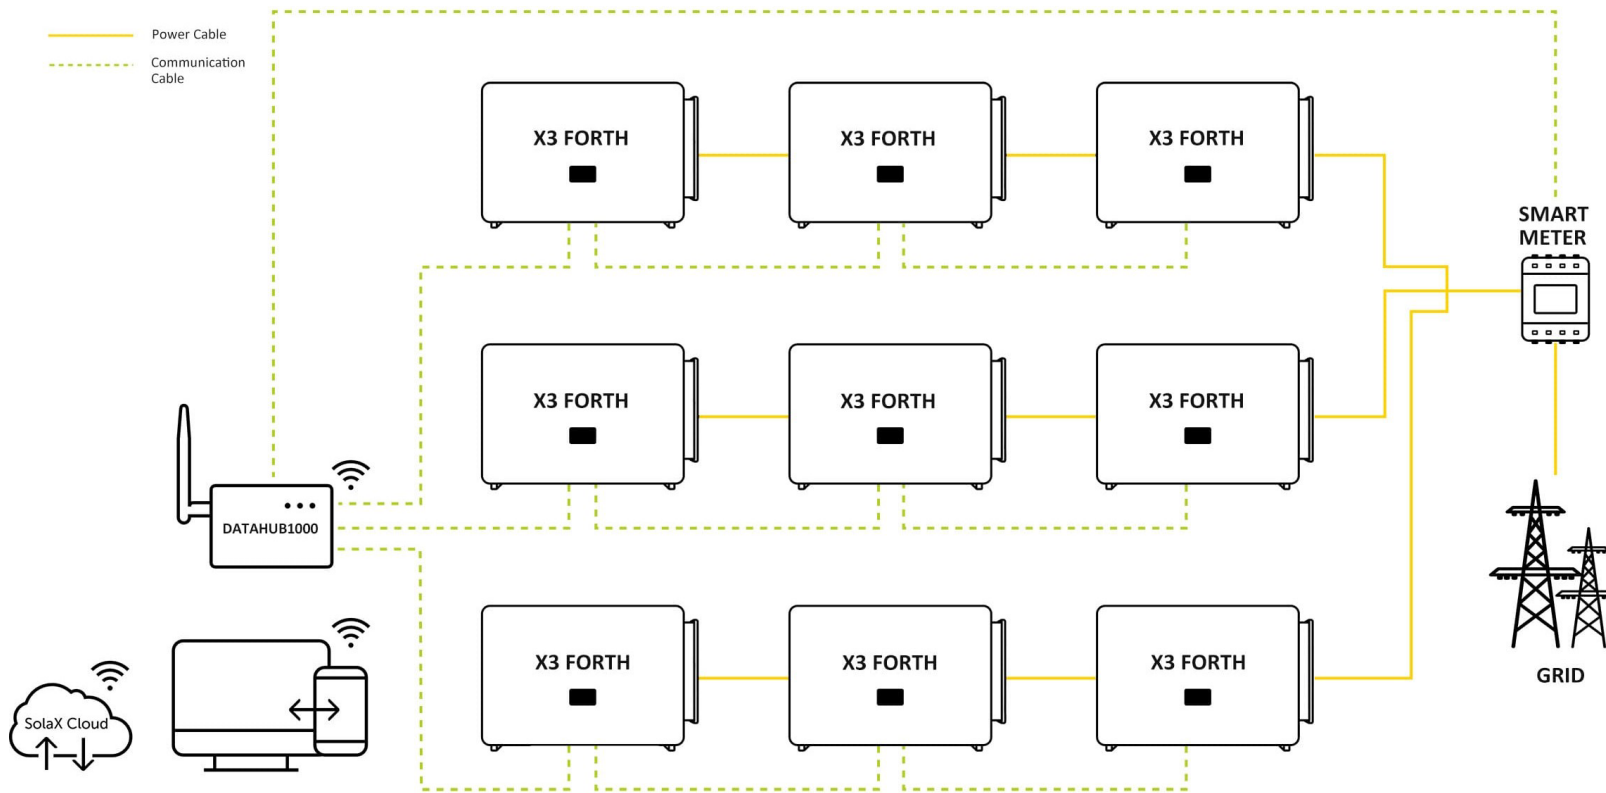 Power Cable
Communication
Cable
X3 FORTH
X3 FORTH
X3 FORTH
SMART
METER
X3 FORTH
X3 FORTH
X3 FORTH
DATAHUB1000
X3 FORTH
X3 FORTH
X3 FORTH
GRID
SolaX Cloud